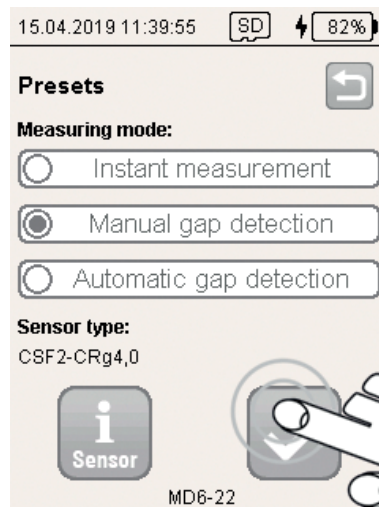 15.04.2019 11:39:55 SD 82%
Presets
Measuring mode:
Instant measurement
Manual gap detection
Automatic gap detection
Sensor type:
CSF2-CRg4,0
i
Sensor
MD6-22